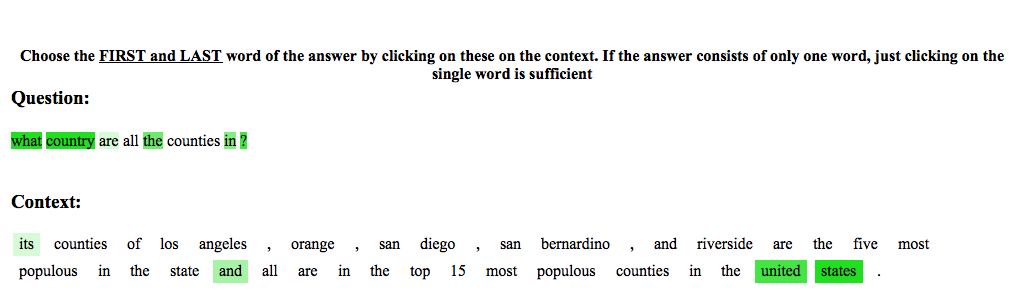 Choose the FIRST and LAST word of the answer by clicking on these on the context. If the answer consists of only one word, just clicking on the
single word is sufficient
Question:
what country are all the counties in ?
Context:
its counties of los angeles , orange , san diego , san bernardino , and riverside are the five most
populous in the state and all are in the top 15 most populous counties in the united states .